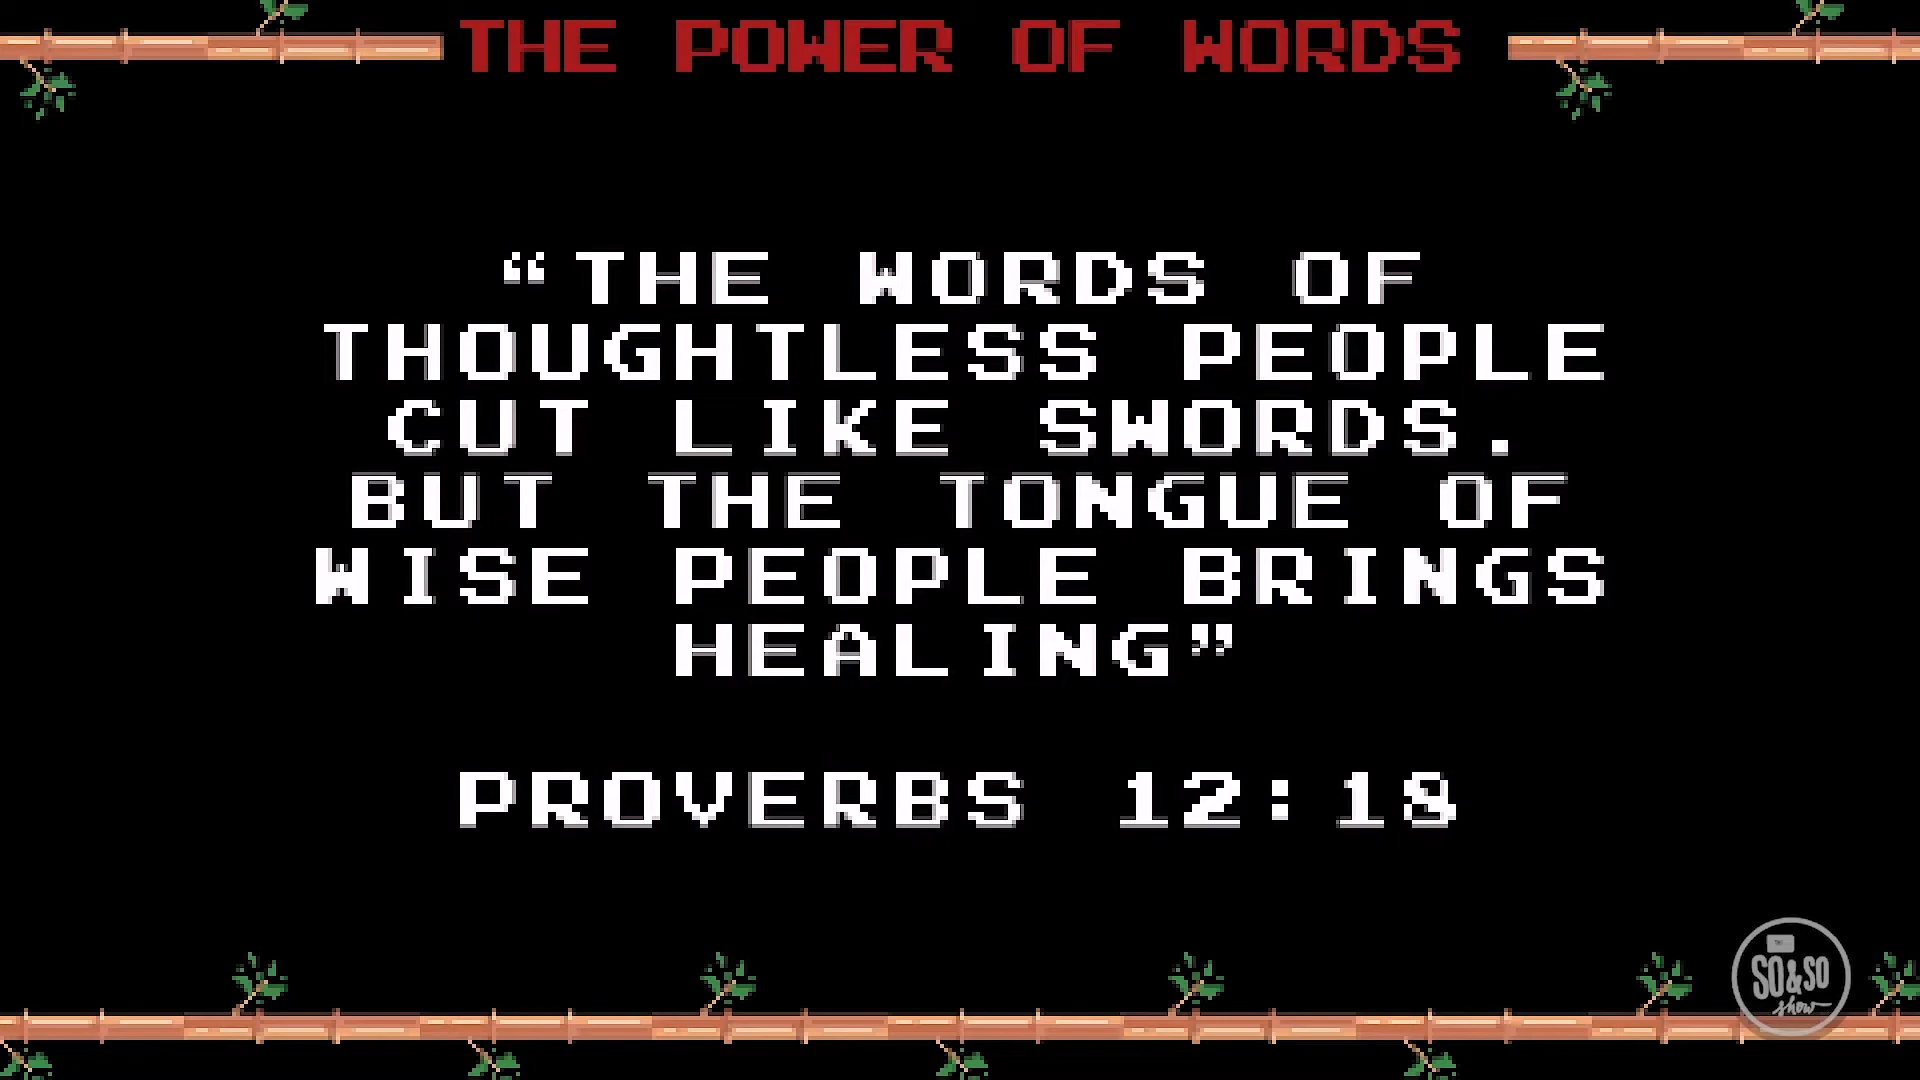 THE POWER OF WORDS
“THE WORDS OF
THOUGHTLESS PEOPLE
CUT LIKE SWORDS.
BUT THE TONGUE OF
WISE PEOPLE BRINGS
HEALING”
PROVERBS 12:18
SO&SO
show